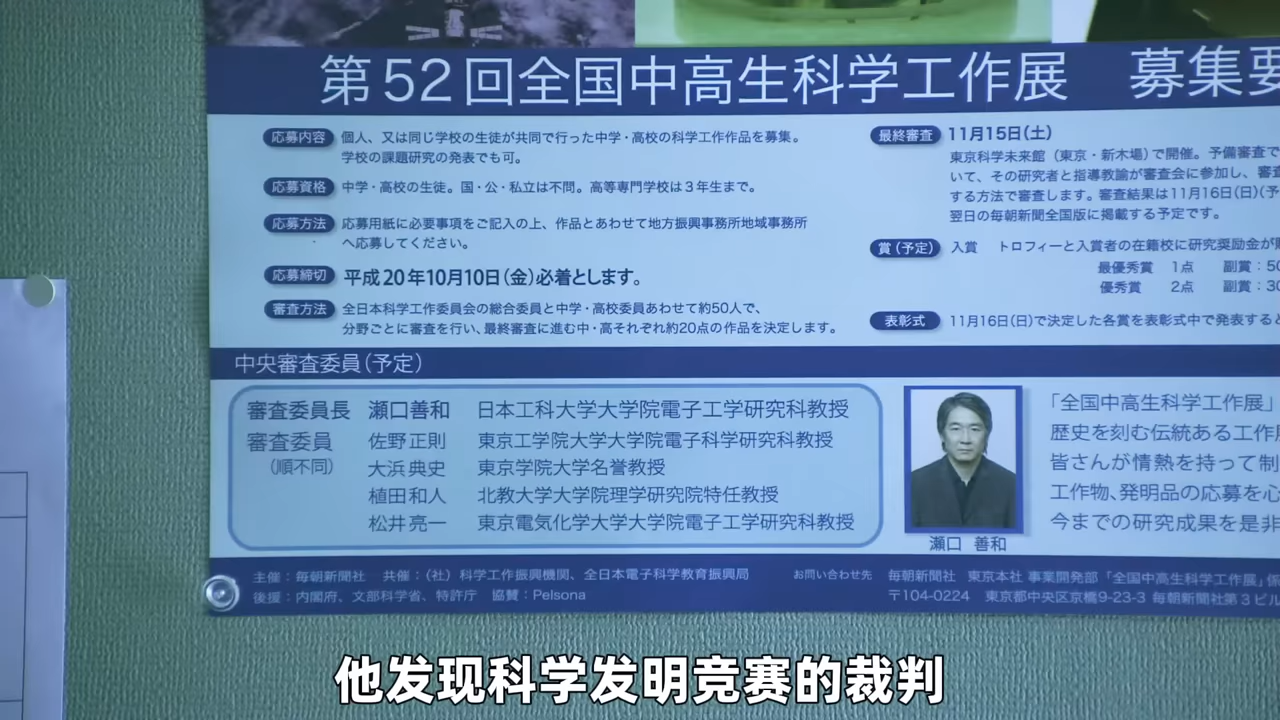 第52回全国中高生科学工作展 募集要
応募内容 個人、又は同じ学校の生徒が共同で行った中学・高校の科学工作作品を募集。
学校の課題研究の発表でも可。
応募資格 中学・高校の生徒。国・公・私立は不問。高等専門学校は3年生まで。
応募方法 応募用紙に必要事項をご記入の上、作品とあわせて地方振興事務所地域事務所
へ応募してください。
応募締切 平成20年10月10日(金)必着とします。
審査方法 全日本科学工作委員会の総合委員と中学・高校委員あわせて約50人で、
分野ごとに審査を行い、最終審査に進む中・高それぞれ約20点の作品を決定します。
最終審査 11月15日(土)
東京科学未来館(東京・新木場)で開催。予備審査で
いて、その研究者と指導教諭が審査会に参加し、審査
する方法で審査します。審査結果は11月16日(日)(予
翌日の毎朝新聞全国版に掲載する予定です。
賞(予定) 入賞 トロフィーと入賞者の在籍校に研究奨励金が
最優秀賞 1点 副賞:50
優秀賞 2点 副賞:30
表彰式 11月16日(日)で決定した各賞を表彰式中で発表すると
中央審査委員(予定)
審査委員長 瀬口善和 日本工科大学大学院電子工学研究科教授
審査委員 佐野正則 東京工学院大学大学院電子科学研究科教授
(順不同) 大浜典史 東京学院大学名誉教授
植田和人 北教大学大学院理学研究院特任教授
松井亮一 東京電気化学大学大学院電子工学研究科教授
瀬口 善和
「全国中高生科学工作展」
歴史を刻む伝統ある工作展
皆さんが情熱を持って制
工作物、発明品の応募を心
今までの研究成果を是非
主催:毎朝新聞社 共催:(社)科学工作振興機関、全日本電子科学教育振興局
後援:内閣府、文部科学省、特許庁 協賛:Pelsona
お問い合わせ先 毎朝新聞社 東京本社 事業開発部「全国中高生科学工作展」係
〒104-0224 東京都中央区京橋9-23-3 毎朝新聞社第3ビル
他发现科学发明竞赛的裁判